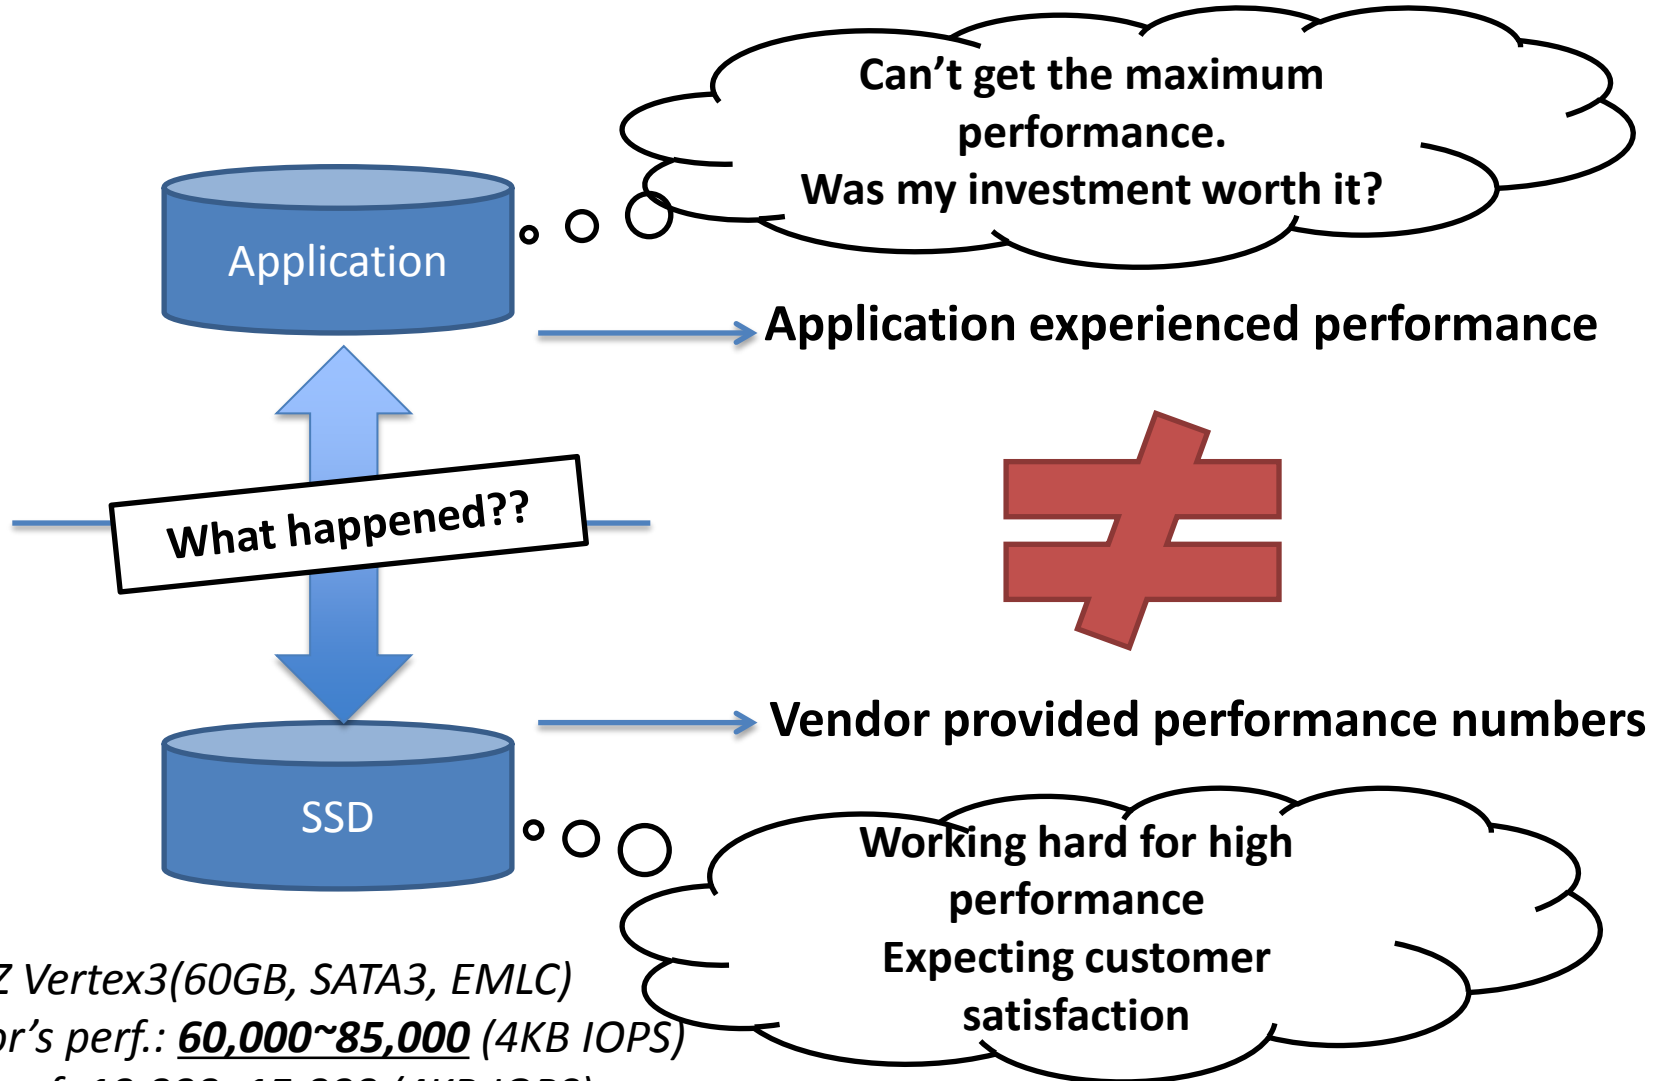 Can't get the maximum
performance.
Was my investment worth it?
Application
Application experienced performance
What happened??
Vendor provided performance numbers
SSD
Working hard for high
performance
Expecting customer
satisfaction
Z Vertex3(60GB, SATA3, EMLC)
or's perf.: 60,000~85,000 (4KB IOPS)